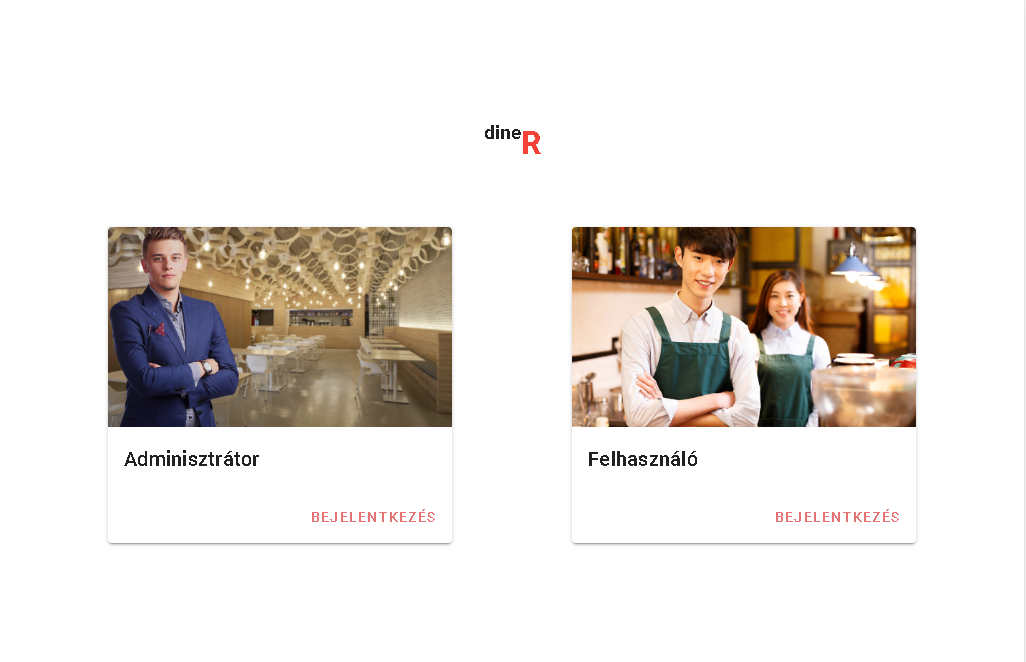 dineR
Adminisztrátor
BEJELENTKEZÉS
Felhasználó
BEJELENTKEZÉS